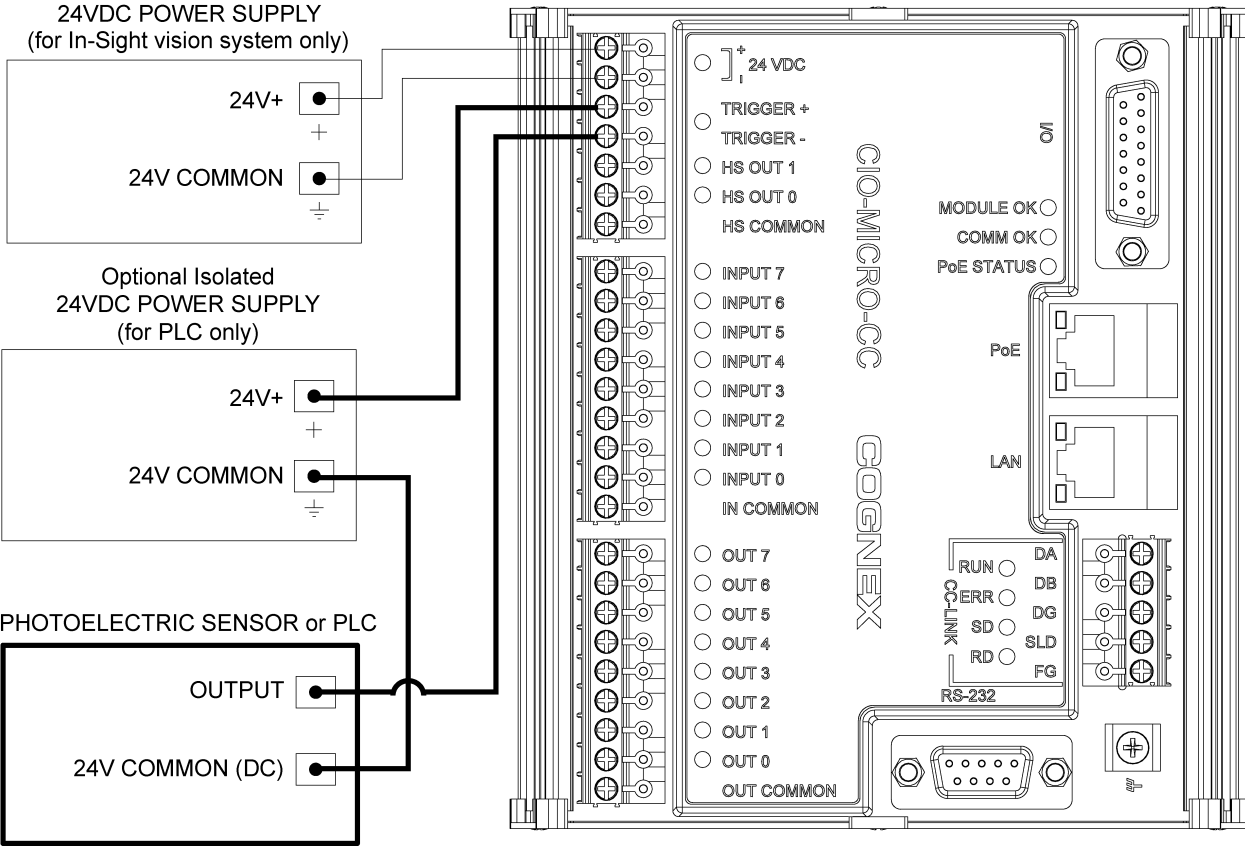 24VDC POWER SUPPLY
(for In-Sight vision system only)
24V+
+
24V COMMON
Optional Isolated
24VDC POWER SUPPLY
(for PLC only)
24V+
+
24V COMMON
PHOTOELECTRIC SENSOR or PLC
OUTPUT
24V COMMON (DC)
+
-
24 VDC
TRIGGER +
TRIGGER -
HS OUT 1
HS OUT 0
HS COMMON
INPUT 7
INPUT 6
INPUT 5
INPUT 4
INPUT 3
INPUT 2
INPUT 1
INPUT 0
IN COMMON
OUT 7
OUT 6
OUT 5
OUT 4
OUT 3
OUT 2
OUT 1
OUT 0
OUT COMMON
CIO-MICRO-CC
COGNEX
I/O
MODULE OK
COMM OK
PoE STATUS
PoE
LAN
CC-LINK
RUN
ERR
SD
RD
DA
DB
DG
SLD
FG
RS-232